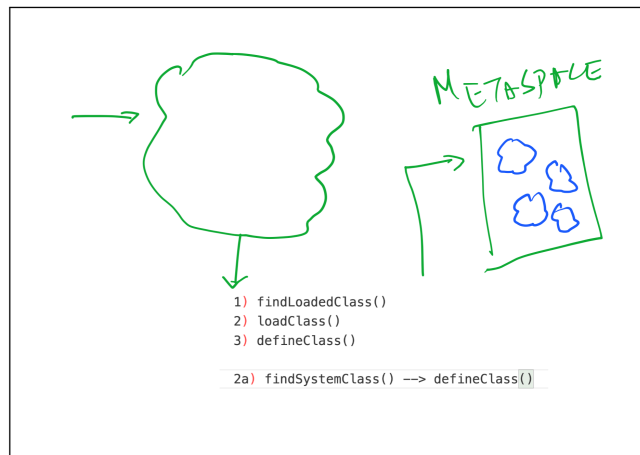 METASPACE
1) findLoadedClass()
2) loadClass()
3) defineClass()
2a) findSystemClass() --> defineClass()